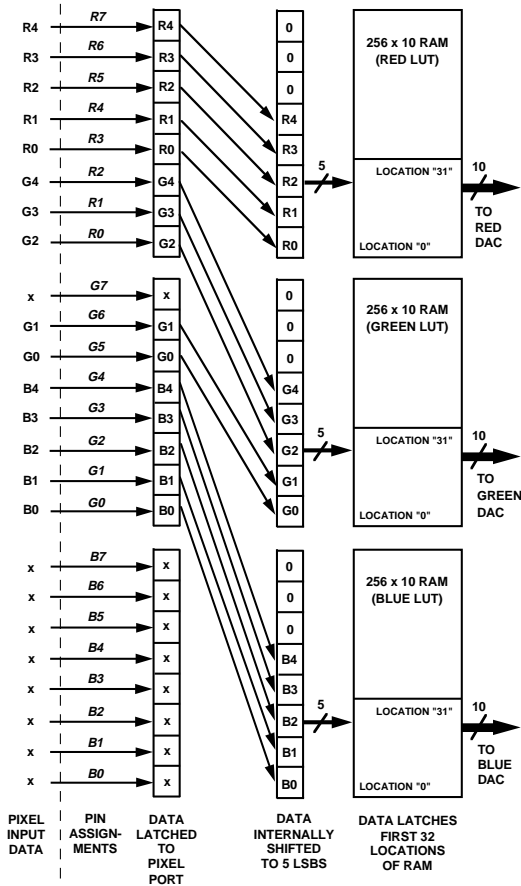 R4 R7 R4 0 256 x 10 RAM
R3 R6 R3 0 (RED LUT)
R2 R5 R2 0
R1 R4 R1 R4
R0 R3 R0 R3 5 LOCATION "31" 10
G4 R2 G4 R2
G3 R1 G3 R1 TO
G2 R0 G2 R0 LOCATION "0" RED
DAC
x G7 x 0 256 x 10 RAM
G1 G6 G1 0 (GREEN LUT)
G0 G5 G0 0
B4 G4 B4 G4
B3 G3 B3 G3 5 LOCATION "31" 10
B2 G2 B2 G2
B1 G1 B1 G1 TO
B0 G0 B0 G0 LOCATION "0" GREEN
DAC
x B7 x 0 256 x 10 RAM
x B6 x 0 (BLUE LUT)
x B5 x 0
x B4 x B4
x B3 x B3 5 LOCATION "31" 10
x B2 x B2
x B1 x B1 TO
x B0 x B0 LOCATION "0" BLUE
DAC
PIXEL
INPUT
DATA
PIN
ASSIGN-
MENTS
DATA
LATCHED
TO
PIXEL
PORT
DATA
INTERNALLY
SHIFTED
TO 5 LSBS
DATA LATCHES
FIRST 32
LOCATIONS
OF RAM